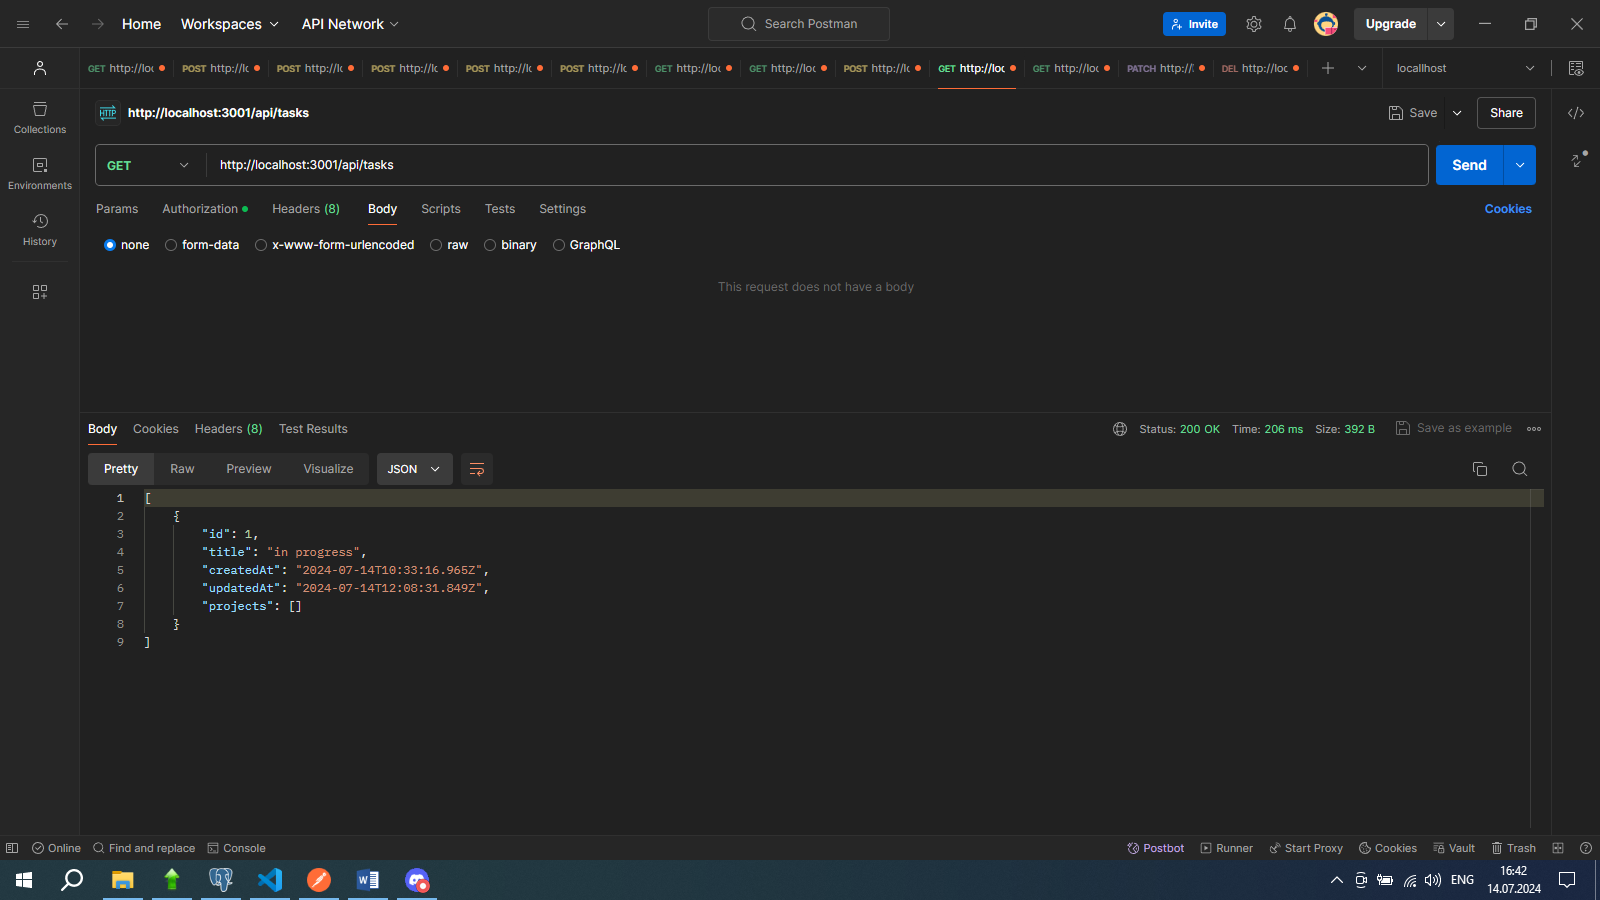 Home
Workspaces
API Network
Search Postman
Invite
Upgrade
GET http://loc
POST http://lc
POST http://lc
POST http://lc
POST http://lc
POST http://lc
GET http://loc
GET http://loc
POST http://lc
GET http://loc
GET http://loc
PATCH http://
DEL http://loc
localhost
HTTP
http://localhost:3001/api/tasks
Save
Share
Collections
Environments
History
GET
http://localhost:3001/api/tasks
Send
Params
Authorization
Headers (8)
Body
Scripts
Tests
Settings
Cookies
none
form-data
x-www-form-urlencoded
raw
binary
GraphQL
This request does not have a body
Body
Cookies
Headers (8)
Test Results
Status: 200 OK
Time: 206 ms
Size: 392 B
Save as example
Pretty
Raw
Preview
Visualize
JSON
1 [
2 {
3 "id": 1,
4 "title": "in progress",
5 "createdAt": "2024-07-14T10:33:16.965Z",
6 "updatedAt": "2024-07-14T12:08:31.849Z",
7 "projects": []
8 }
9 ]
Online
Find and replace
Console
Postbot
Runner
Start Proxy
Cookies
Vault
Trash
W
ENG
16:42
14.07.2024